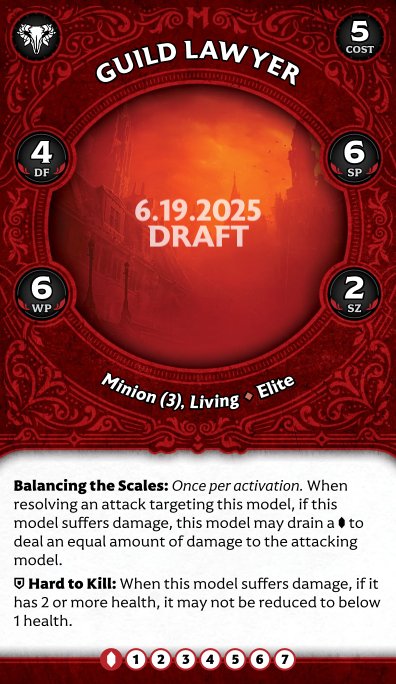 5
COST
GUILD LAWYER
4
DF
6
SP
6.19.2025
DRAFT
6
WP
2
SZ
Minion (3), Living ◆ Elite
Balancing the Scales: Once per activation. When
resolving an attack targeting this model, if this
model suffers damage, this model may drain a ⬮ to
deal an equal amount of damage to the attacking
model.
Hard to Kill: When this model suffers damage, if it
has 2 or more health, it may not be reduced to below
1 health.
1 2 3 4 5 6 7